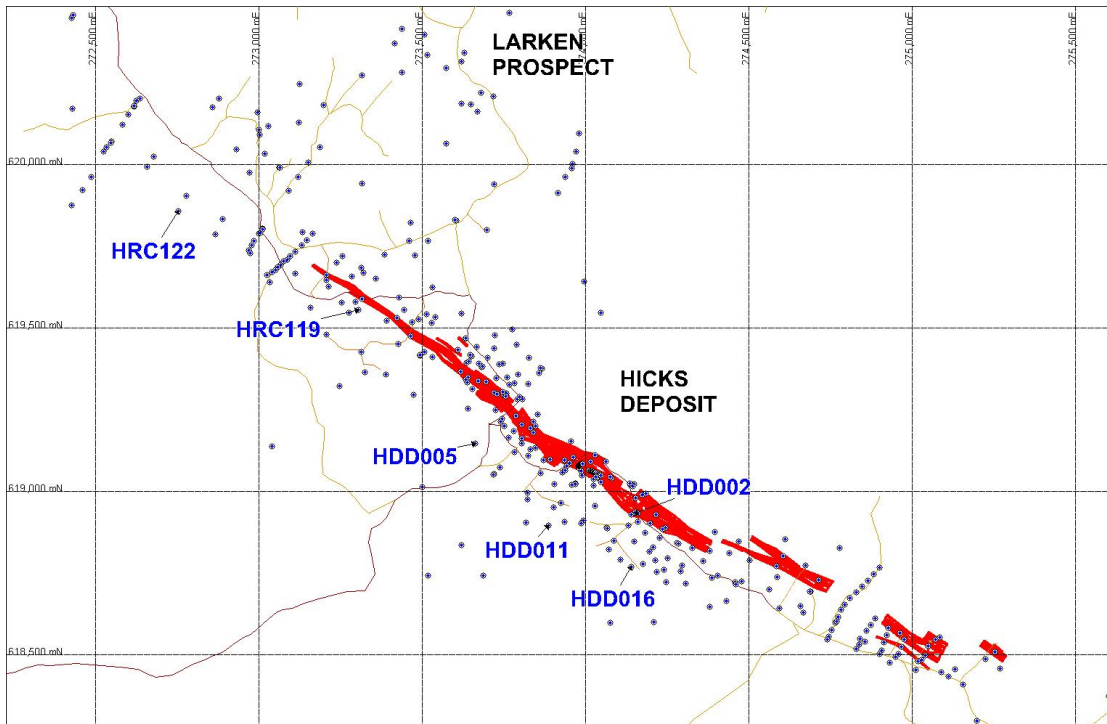 272,500 mE
273,000 mE
273,500 mE
274,500 mE
275,000 mE
275,500 mE
LARKEN
PROSPECT
620,000 mN
HRC122
HRC119
619,500 mN
HICKS
DEPOSIT
HDD005
HDD002
619,000 mN
HDD011
HDD016
618,500 mN